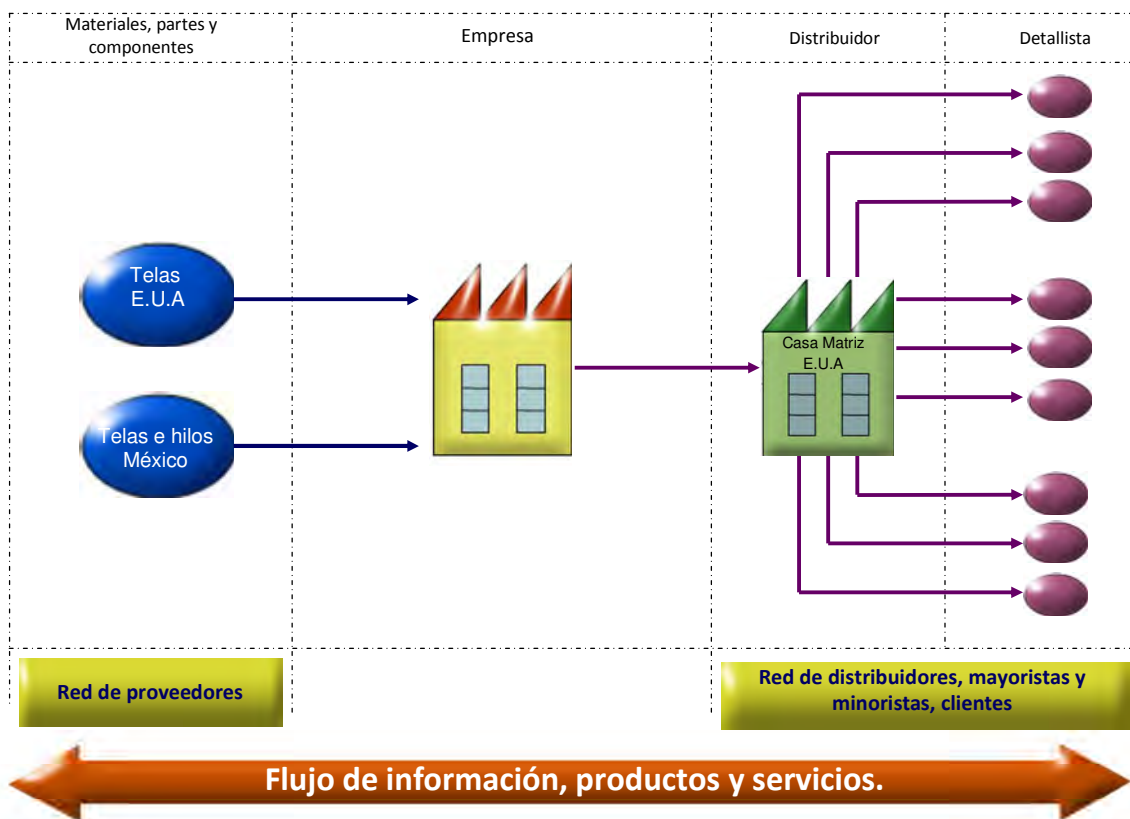 Materiales, partes y
componentes
Empresa
Distribuidor
Detallista
Telas
E.U.A
Casa Matriz
E.U.A
Telas e hilos
México
Red de proveedores
Red de distribuidores, mayoristas y
minoristas, clientes
Flujo de información, productos y servicios.